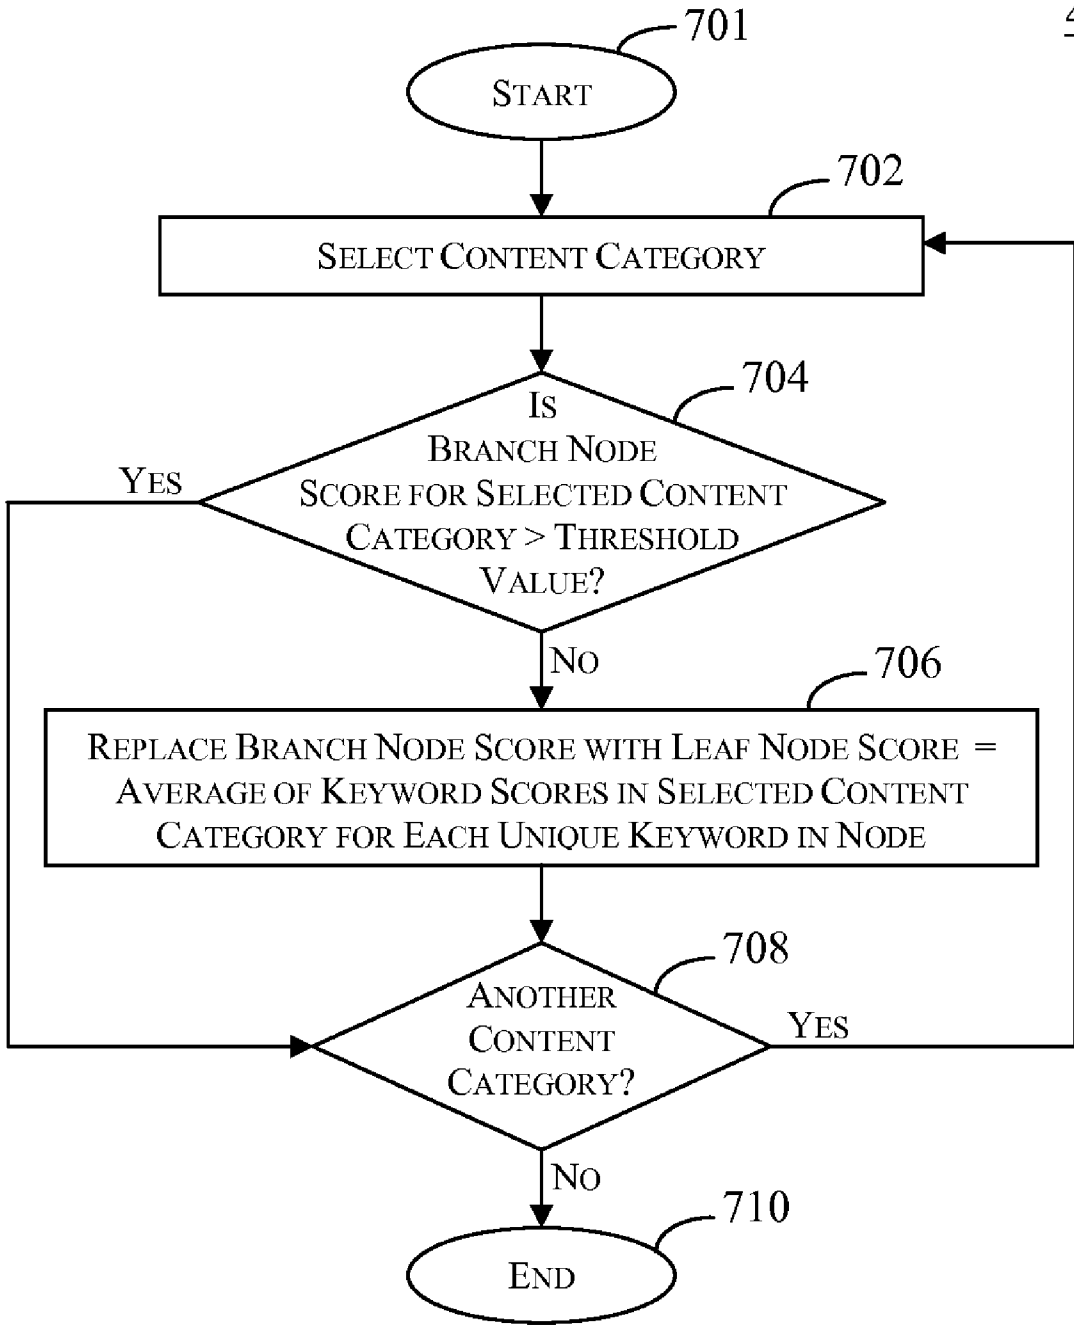 701
4
START
702
SELECT CONTENT CATEGORY
704
IS
BRANCH NODE
SCORE FOR SELECTED CONTENT
CATEGORY > THRESHOLD
VALUE?
YES
NO
706
REPLACE BRANCH NODE SCORE WITH LEAF NODE SCORE =
AVERAGE OF KEYWORD SCORES IN SELECTED CONTENT
CATEGORY FOR EACH UNIQUE KEYWORD IN NODE
708
ANOTHER
CONTENT
CATEGORY?
YES
NO
710
END